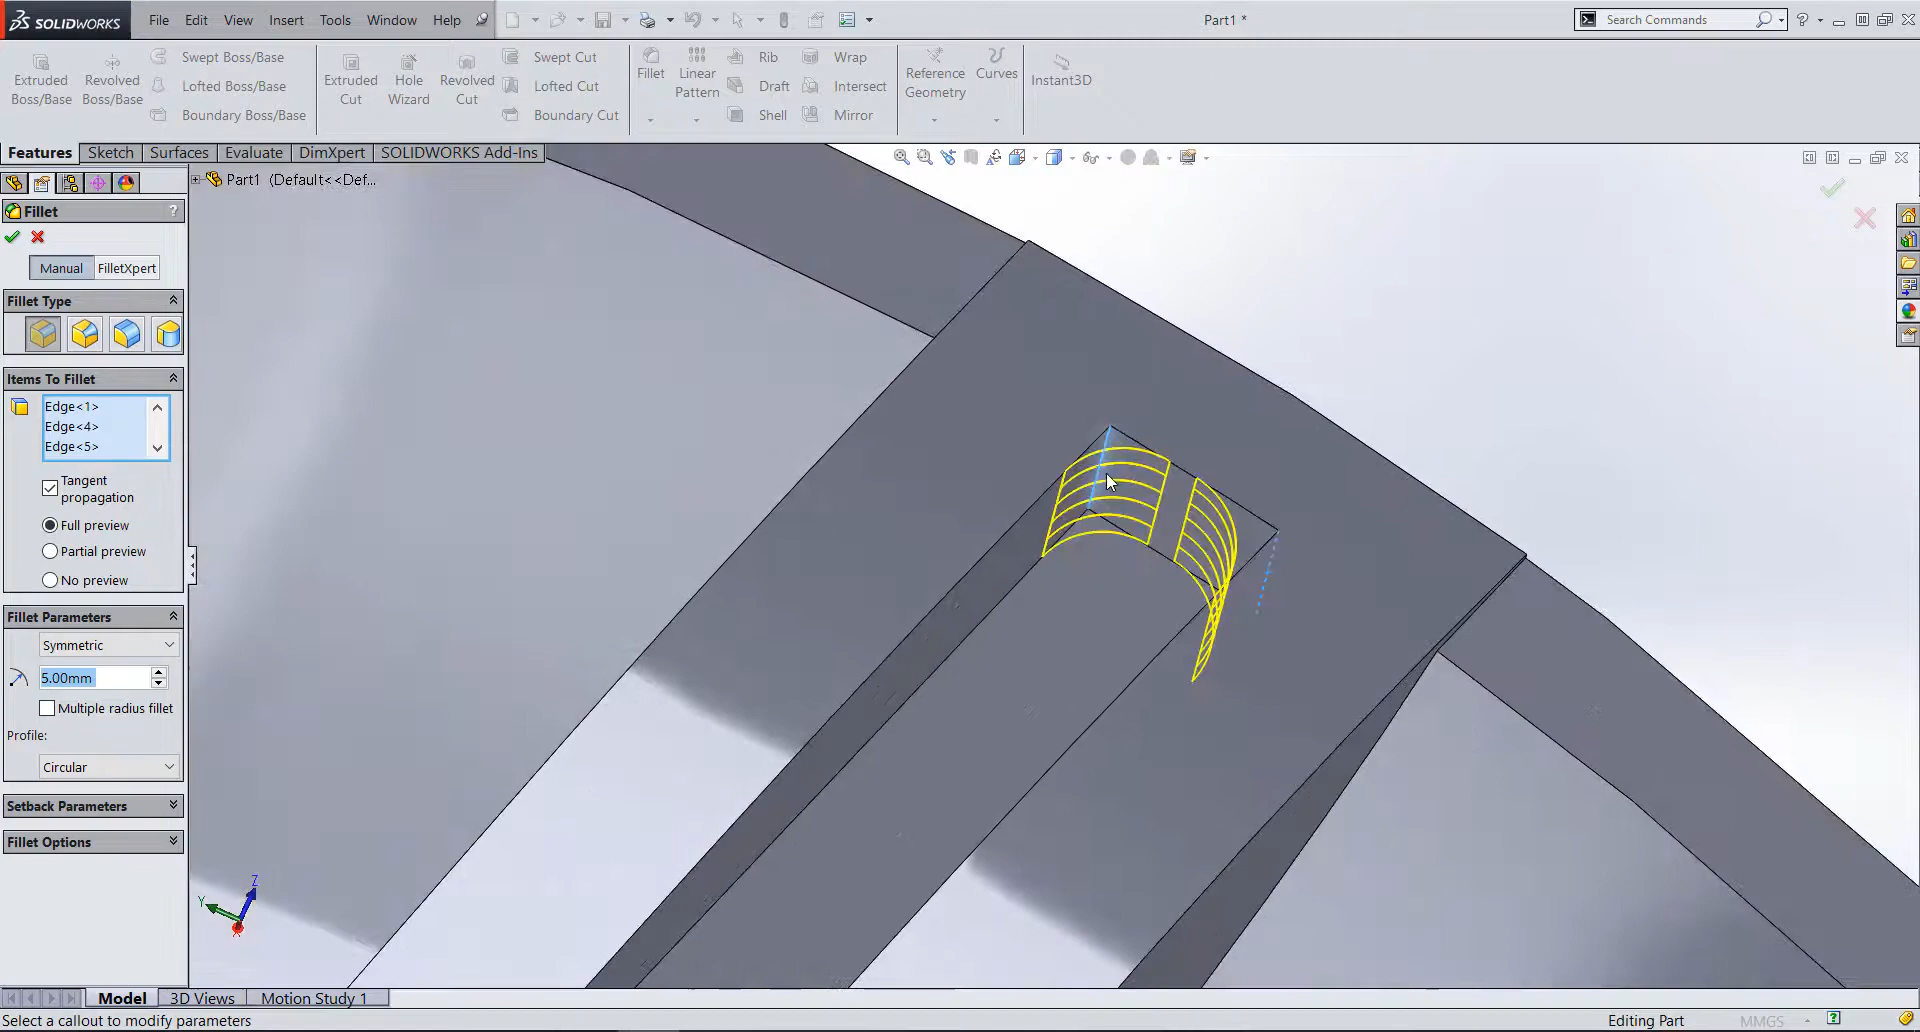 SOLIDWORKS File Edit View Insert Tools Window Help Part1 * Search Commands ?
Extruded Boss/Base
Revolved Boss/Base
Swept Boss/Base
Lofted Boss/Base
Boundary Boss/Base
Extruded Cut
Hole Wizard
Revolved Cut
Swept Cut
Lofted Cut
Boundary Cut
Fillet
Linear Pattern
Rib
Draft
Shell
Wrap
Intersect
Mirror
Reference Geometry
Curves
Instant3D
Features Sketch Surfaces Evaluate DimXpert SOLIDWORKS Add-Ins
Part1 (Default<<Def...
Fillet ?
Manual FilletXpert
Fillet Type
Items To Fillet
Edge<1>
Edge<4>
Edge<5>
Tangent
propagation
Full preview
Partial preview
No preview
Fillet Parameters
Symmetric
5.00mm
Multiple radius fillet
Profile:
Circular
Setback Parameters
Fillet Options
Z
Y
X
Model 3D Views Motion Study 1
Select a callout to modify parameters Editing Part MMGS ?